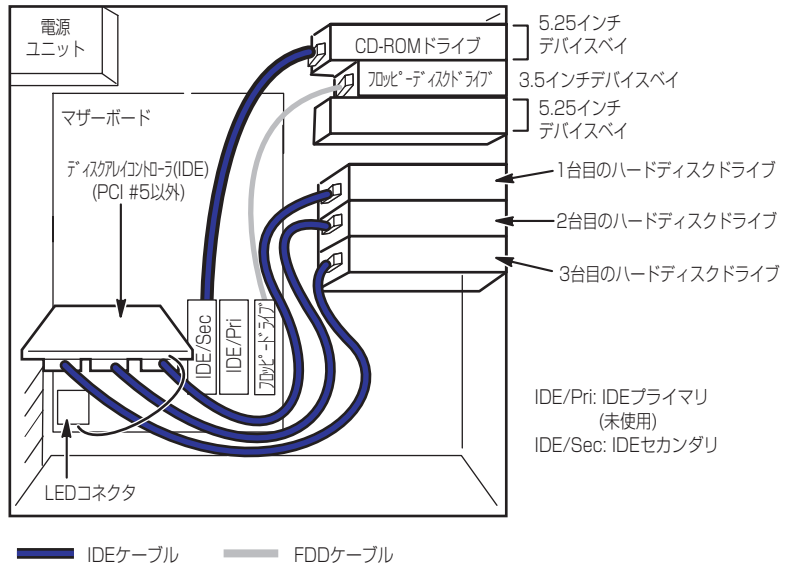 電源
ユニット
CD-ROMドライブ
5.25インチ
デバイスベイ
フロッピーディスクドライブ
3.5インチデバイスベイ
5.25インチ
デバイスベイ
マザーボード
ディスクアレイコントローラ(IDE)
(PCI #5以外)
1台目のハードディスクドライブ
2台目のハードディスクドライブ
3台目のハードディスクドライブ
IDE/Sec
IDE/Pri
フロッピードライブ
IDE/Pri: IDEプライマリ
(未使用)
IDE/Sec: IDEセカンダリ
LEDコネクタ
IDEケーブル
FDDケーブル